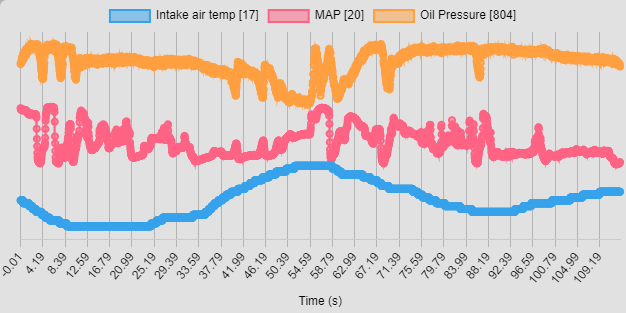 Intake air temp [17] MAP [20] Oil Pressure [804]
-0.01 4.19 8.39 12.59 16.79 20.99 25.19 29.39 33.59 37.79 41.99 46.19 50.39 54.59 58.79 62.99 67.19 71.39 75.59 79.79 83.99 88.19 92.39 96.59 100.79 104.99 109.19
Time (s)